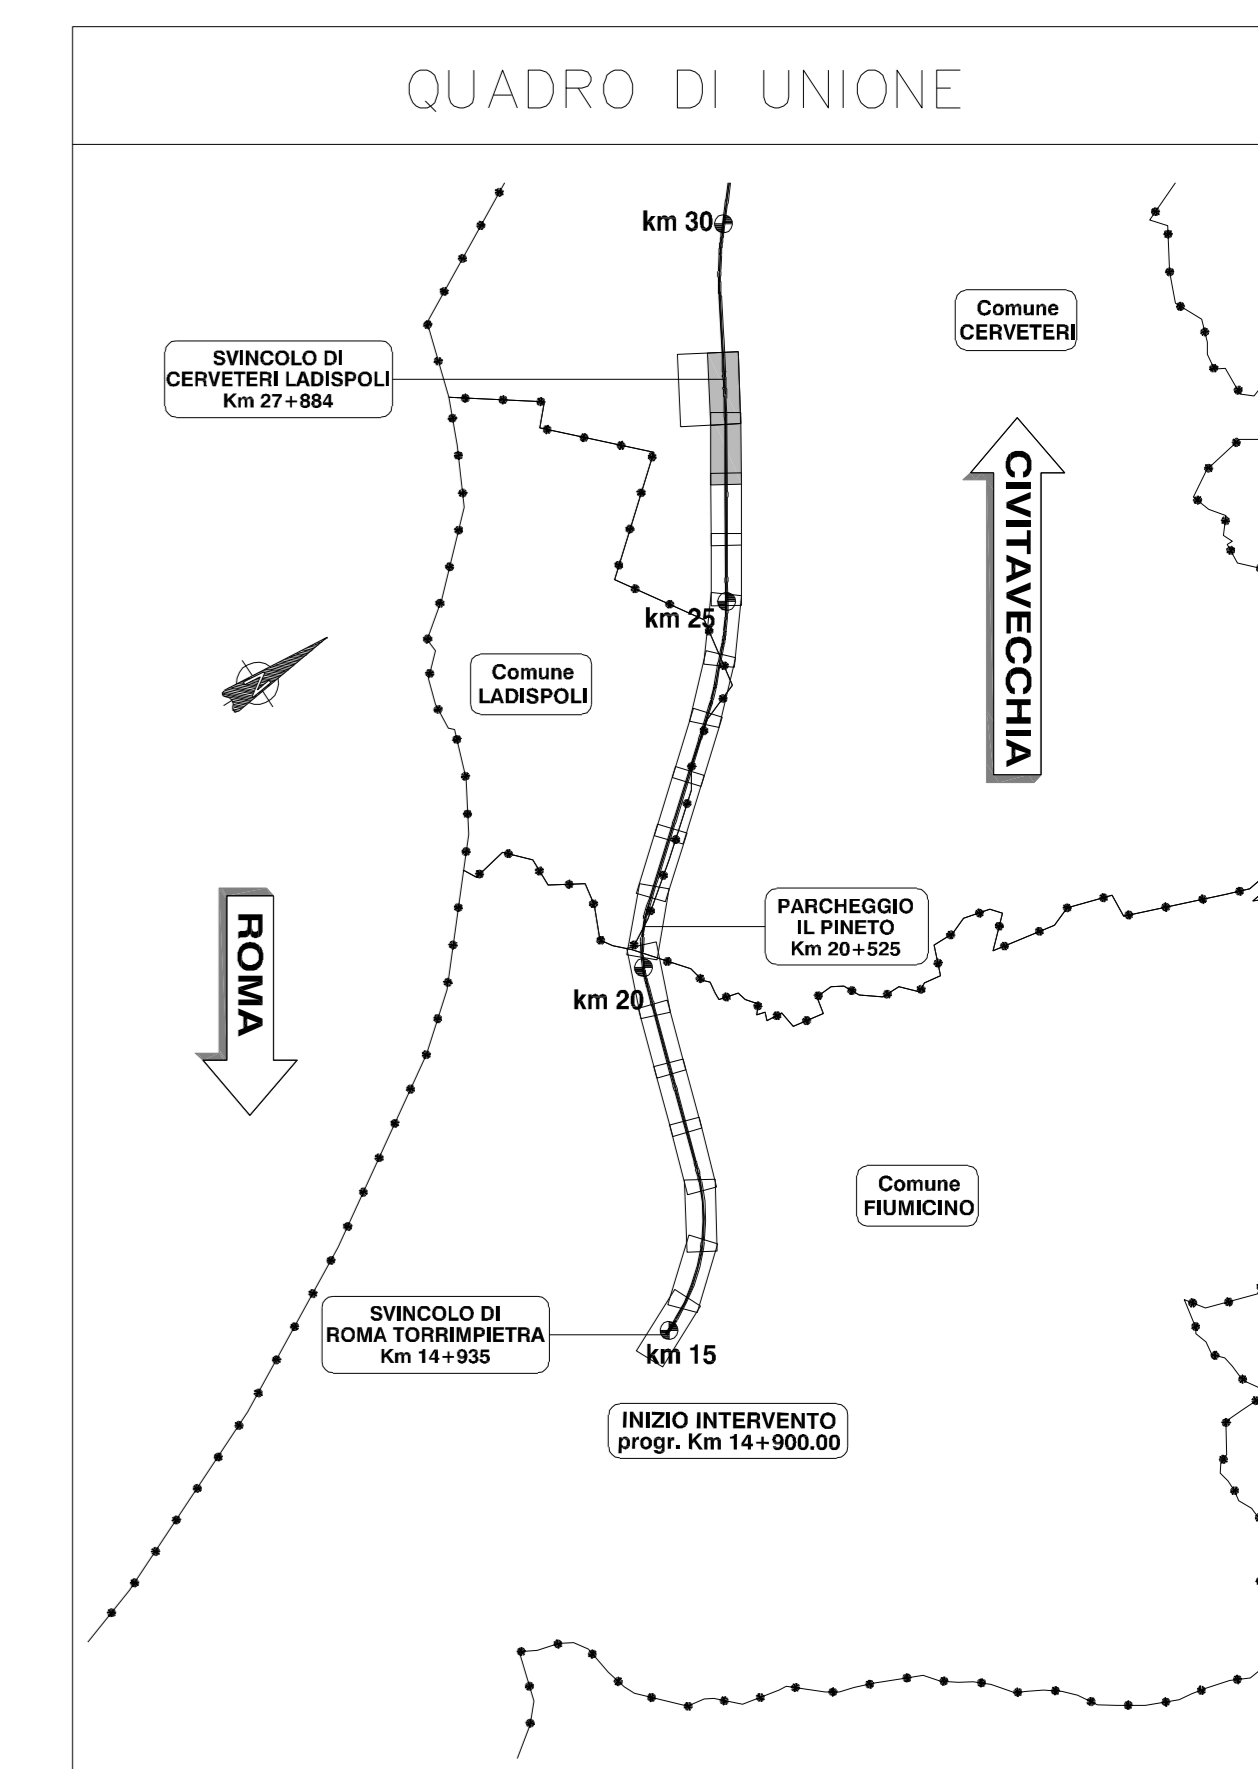 QUADRO DI UNIONE
km 30
Comune
CERVETERI
SVINCOLO DI
CERVETERI LADISPOLI
Km 27+884
CIVITAVECCHIA
km 25
Comune
LADISPOLI
N
ROMA
PARCHEGGIO
IL PINETO
Km 20+525
km 20
Comune
FIUMICINO
SVINCOLO DI
ROMA TORRIMPIETRA
Km 14+935
km 15
INIZIO INTERVENTO
progr. Km 14+900.00